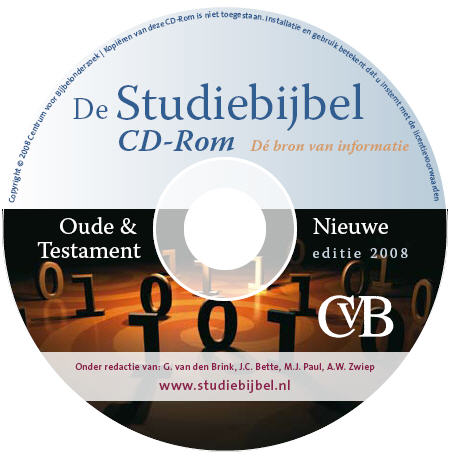 Copyright © 2008 Centrum voor Bijbelonderzoek | Kopiëren van deze CD-Rom is niet toegestaan. Installatie en gebruik betekent dat u instemt met de licentievoorwaarden
De Studiebijbel
CD-Rom Dé bron van informatie
Oude & Nieuwe
Testament editie 2008
CvB
Onder redactie van: G. van den Brink, J.C. Bette, M.J. Paul, A.W. Zwiep
www.studiebijbel.nl